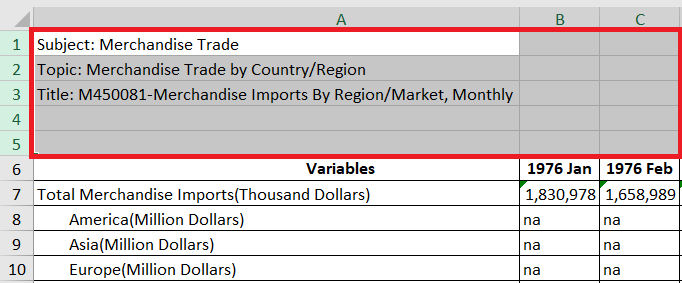 A B C
1 Subject: Merchandise Trade
2 Topic: Merchandise Trade by Country/Region
3 Title: M450081-Merchandise Imports By Region/Market, Monthly
4
5
6 Variables 1976 Jan 1976 Feb
7 Total Merchandise Imports(Thousand Dollars) 1,830,978 1,658,989
8 America(Million Dollars) na na
9 Asia(Million Dollars) na na
10 Europe(Million Dollars) na na